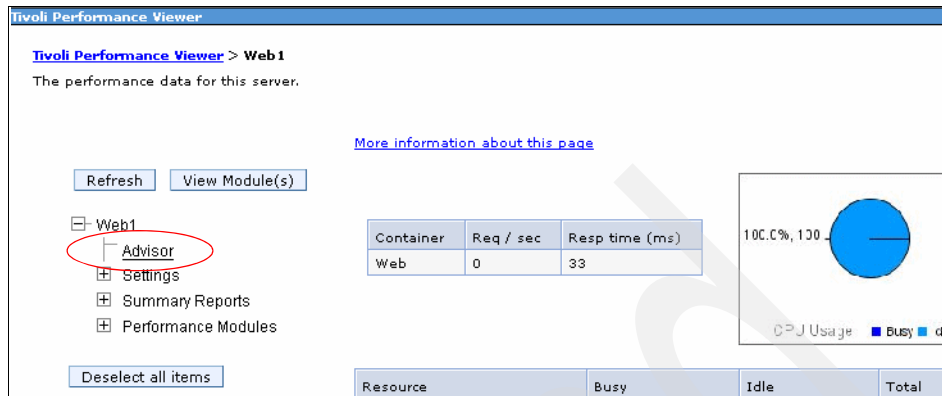 Tivoli Performance Viewer
Tivoli Performance Viewer > Web1
The performance data for this server.
More information about this page
Refresh View Module(s)
Web1
Advisor
Settings
Summary Reports
Performance Modules
Deselect all items
Container Req / sec Resp time (ms)
Web 0 33
100.0%, 100
CPU Usage Busy
Resource Busy Idle Total